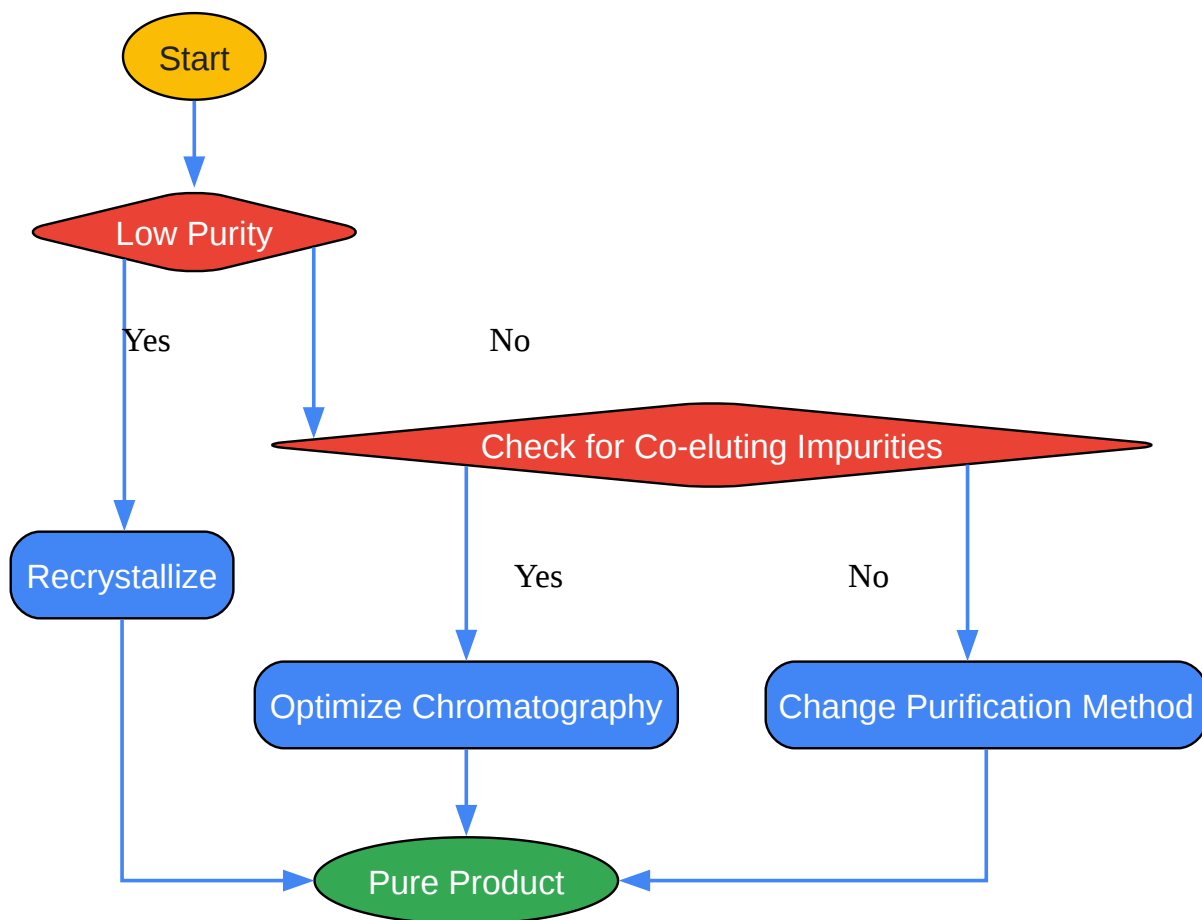 Start
Low Purity
Yes
No
Check for Co-eluting Impurities
Recrystallize
Yes
No
Optimize Chromatography
Change Purification Method
Pure Product